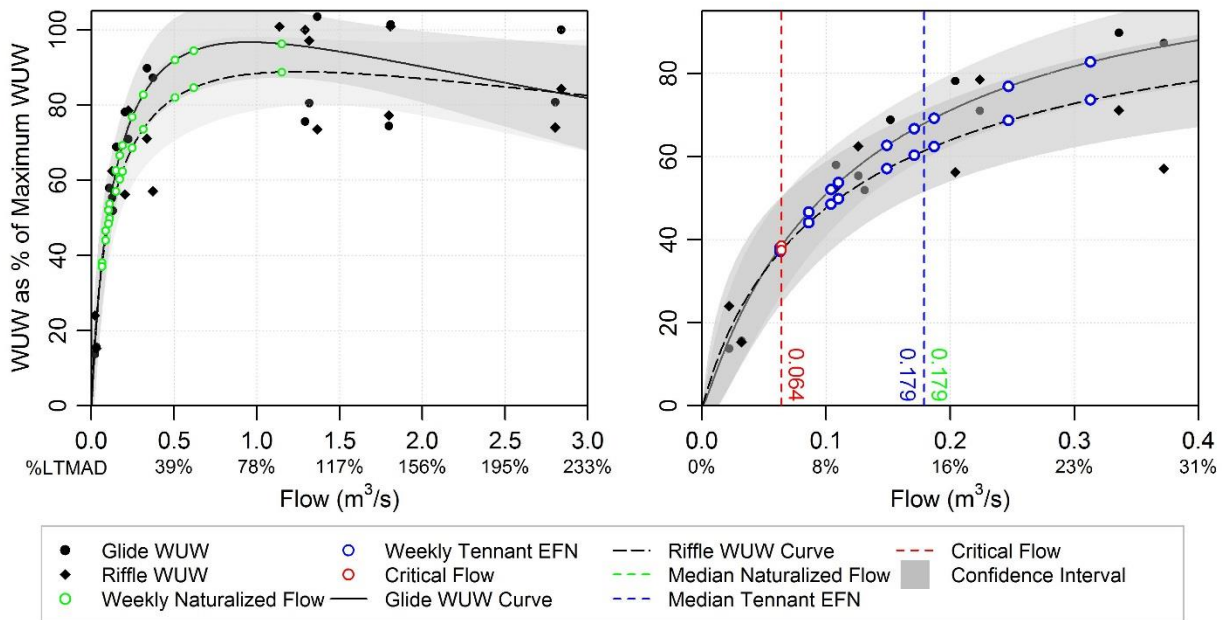 WUW as % of Maximum WUW
100
80
60
40
20
0
0.0 0.5 1.0 1.5 2.0 2.5 3.0
%LTMAD 39% 78% 117% 156% 195% 233%
Flow (m³/s)
80
60
40
20
0
0.064
0.179
0.179
0.0 0.1 0.2 0.3 0.4
0% 8% 16% 23% 31%
Flow (m³/s)
Glide WUW
Riffle WUW
Weekly Naturalized Flow
Weekly Tennant EFN
Critical Flow
Glide WUW Curve
Riffle WUW Curve
Median Naturalized Flow
Median Tennant EFN
Critical Flow
Confidence Interval